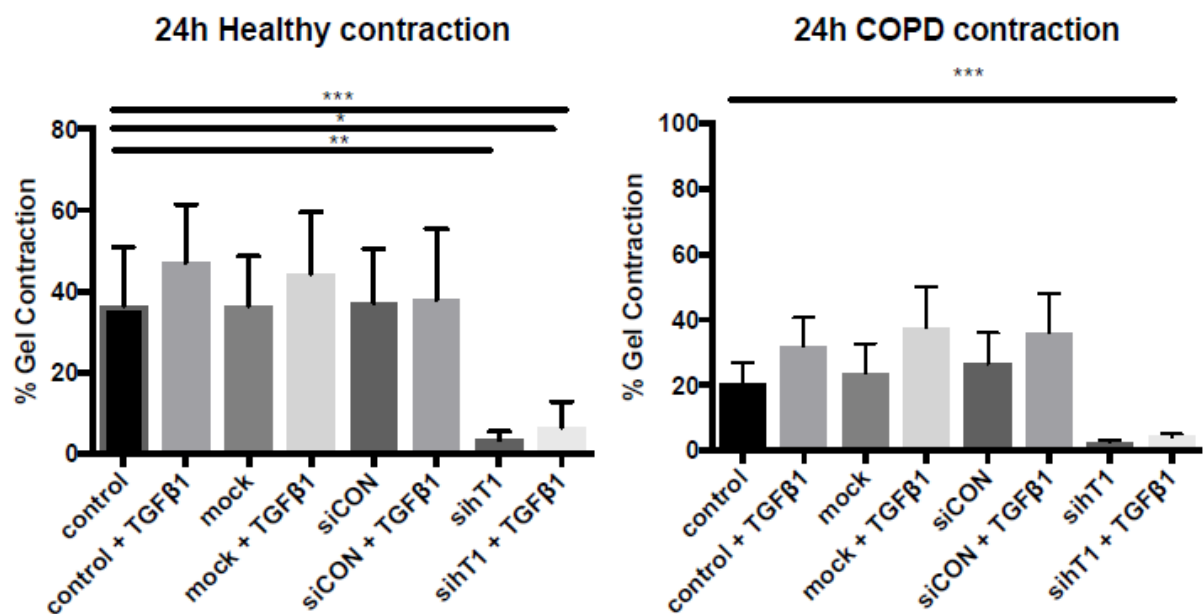 24h Healthy contraction
***
*
**
% Gel Contraction
80
60
40
20
0
control
control + TGFβ1
mock
mock + TGFβ1
siCON
siCON + TGFβ1
sihT1
sihT1 + TGFβ1
24h COPD contraction
***
% Gel Contraction
100
80
60
40
20
0
control
control + TGFβ1
mock
mock + TGFβ1
siCON
siCON + TGFβ1
sihT1
sihT1 + TGFβ1